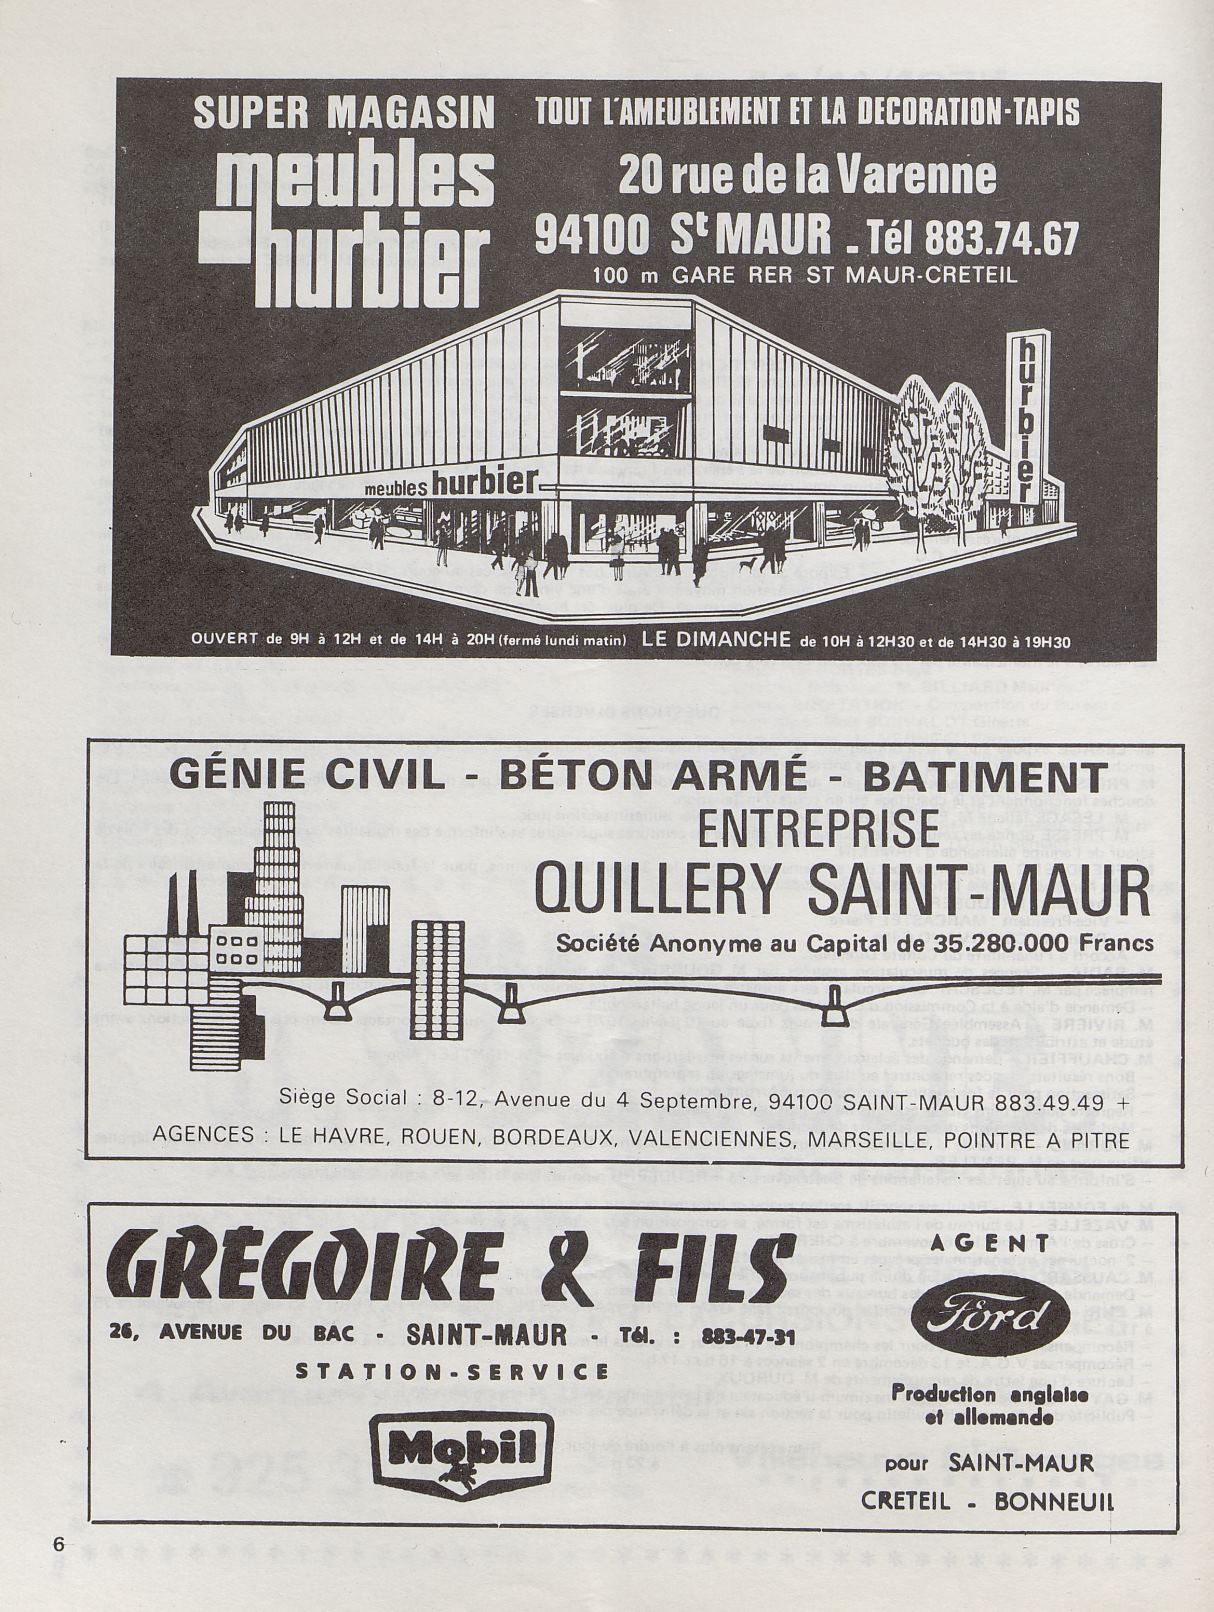 SUPER MAGASIN
meubles
hurbier
TOUT L'AMEUBLEMENT ET LA DECORATION-TAPIS
20 rue de la Varenne
94100 St MAUR - Tél 883.74.67
100 m GARE RER ST MAUR-CRETEIL
hurbier
meubles hurbier
OUVERT de 9H à 12H et de 14H à 20H (fermé lundi matin) LE DIMANCHE de 10H à 12H30 et de 14H30 à 19H30
GÉNIE CIVIL - BÉTON ARMÉ - BATIMENT
ENTREPRISE
QUILLERY SAINT-MAUR
Société Anonyme au Capital de 35.280.000 Francs
Siège Social : 8-12, Avenue du 4 Septembre, 94100 SAINT-MAUR 883.49.49 +
AGENCES : LE HAVRE, ROUEN, BORDEAUX, VALENCIENNES, MARSEILLE, POINTRE A PITRE
GRÉGOIRE & FILS
26, AVENUE DU BAC - SAINT-MAUR - Tél. : 883-47-31
STATION-SERVICE
Mobil
AGENT
Ford
Production anglaise
et allemande
pour SAINT-MAUR
CRETEIL - BONNEUIL
6